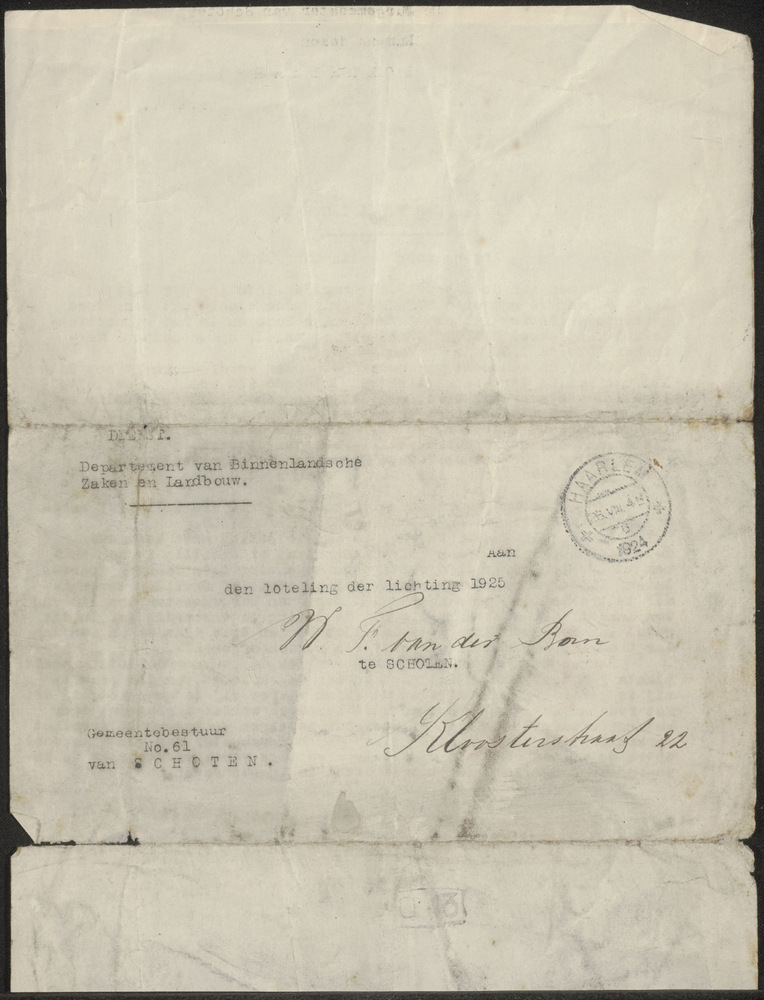 DIENST.
Departement van Binnenlandsche
Zaken en Landbouw.
HAARLEM
1924
Aan
den loteling der lichting 1925
W. F. van der Born
te SCHOTEN.
Kloosterstraat 22
Gemeentebestuur
No.61
van SCHOTEN.